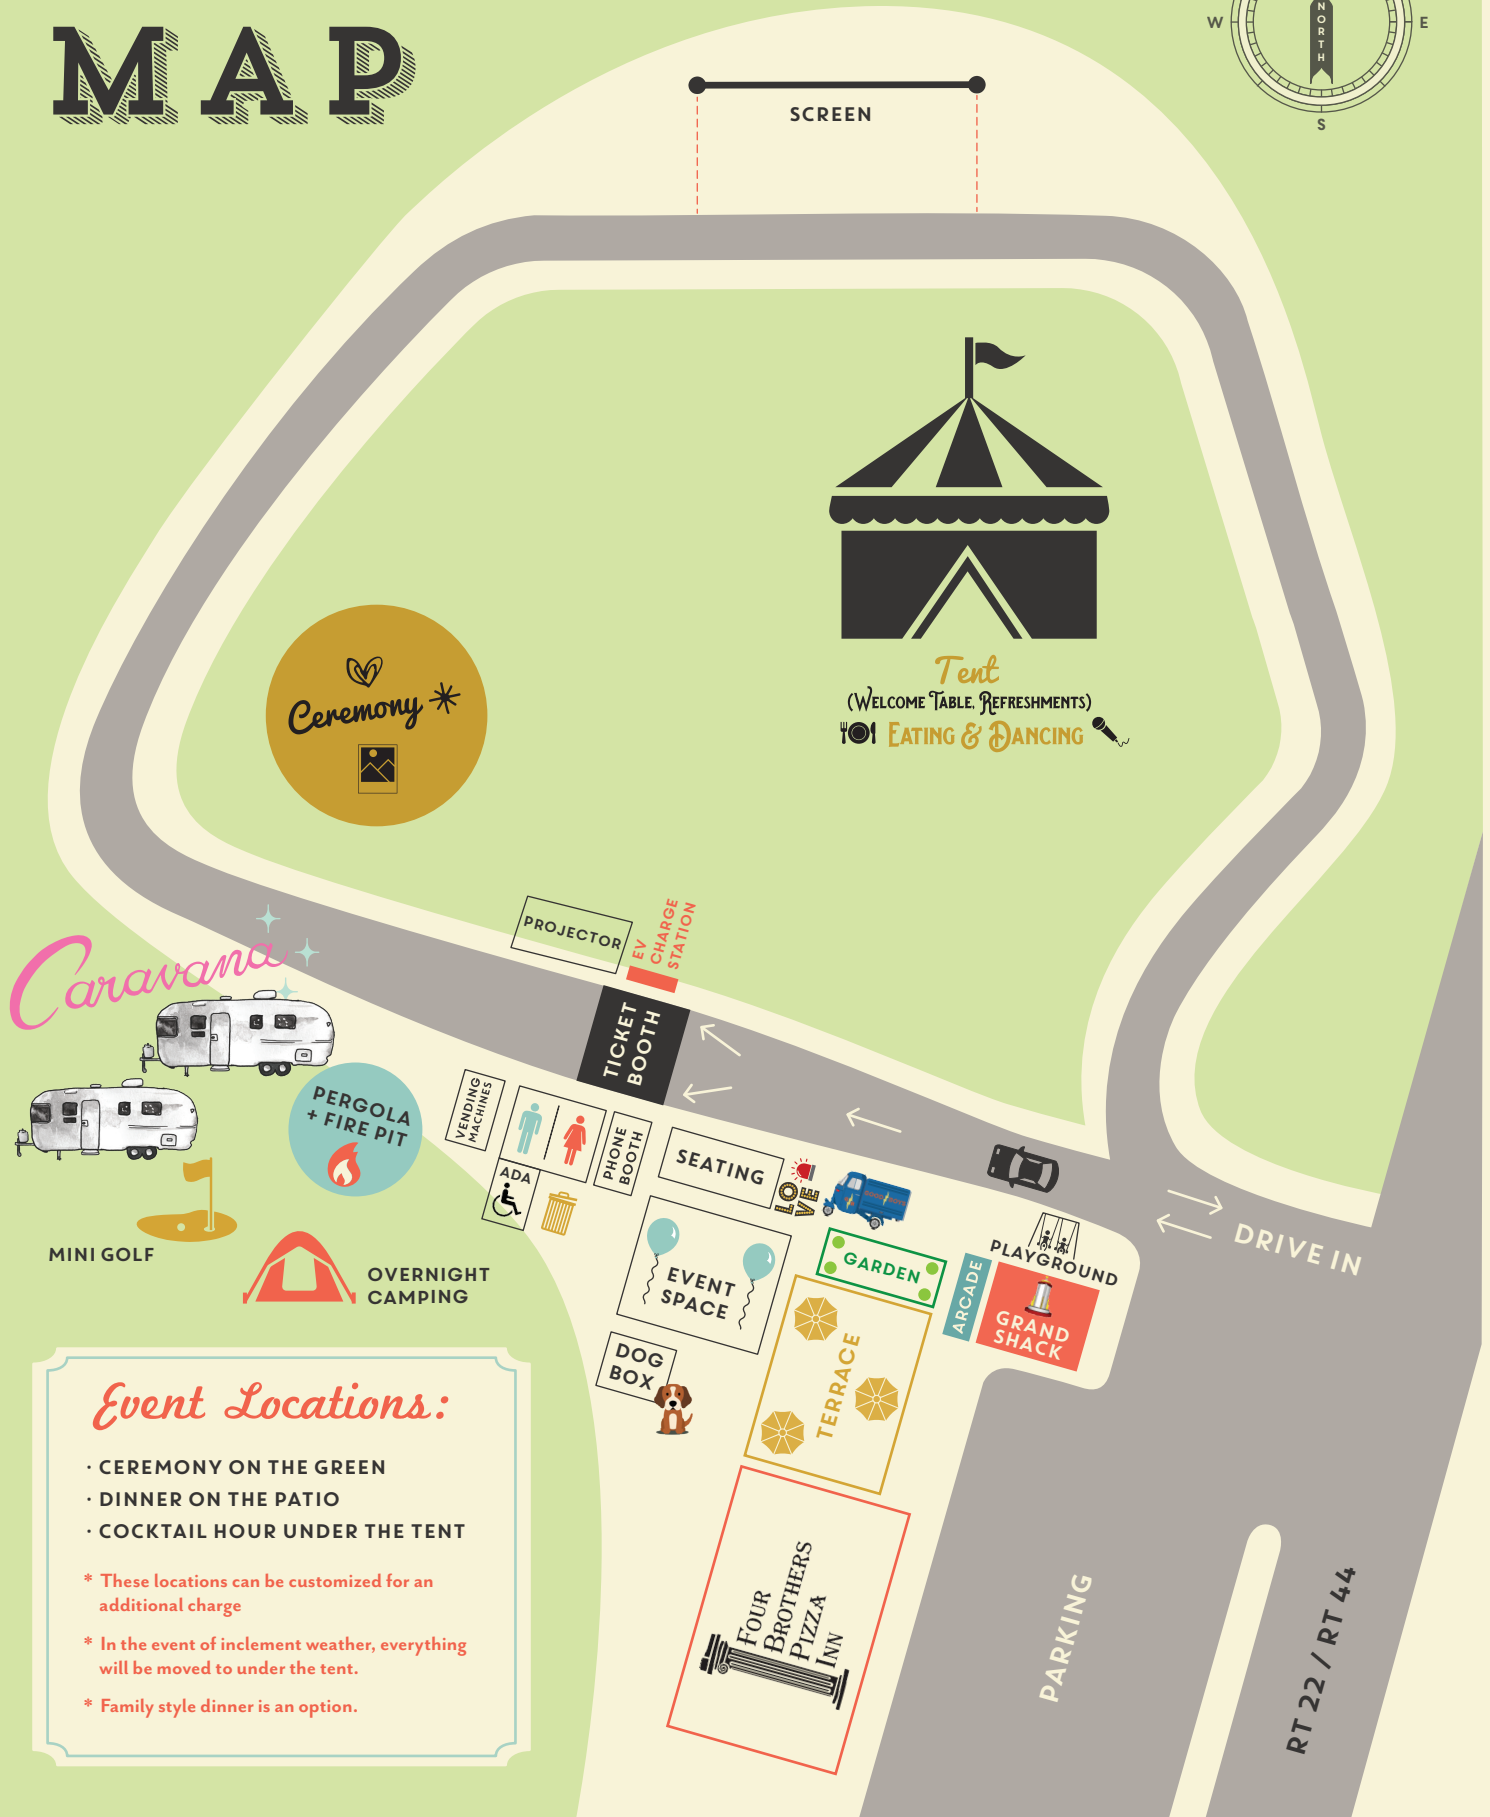 MAP
W
NORTH
E
S
SCREEN
Tent
(Welcome Table, Refreshments)
Eating & Dancing
Ceremony
PROJECTOR
EV
CHARGE
STATION
TICKET
BOOTH
Caravana
PERGOLA
+ FIRE PIT
VENDING
MACHINES
ADA
PHONE
BOOTH
SEATING
LO
VE
GARDEN
EVENT
SPACE
PLAYGROUND
ARCADE
GRAND
SHACK
DRIVE IN
MINI GOLF
OVERNIGHT
CAMPING
DOG
BOX
TERRACE
Four
Brothers
Pizza
Inn
PARKING
RT 22 / RT 44
Event Locations:
· CEREMONY ON THE GREEN
· DINNER ON THE PATIO
· COCKTAIL HOUR UNDER THE TENT
* These locations can be customized for an
additional charge
* In the event of inclement weather, everything
will be moved to under the tent.
* Family style dinner is an option.